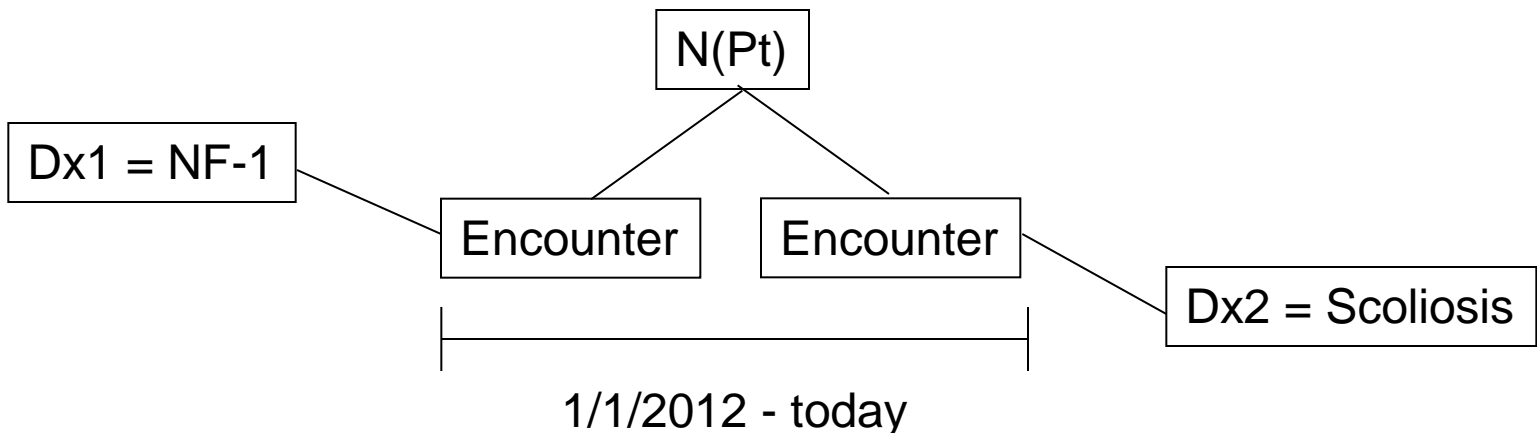 N(Pt)
Dx1 = NF-1
Encounter
Encounter
Dx2 = Scoliosis
1/1/2012 - today